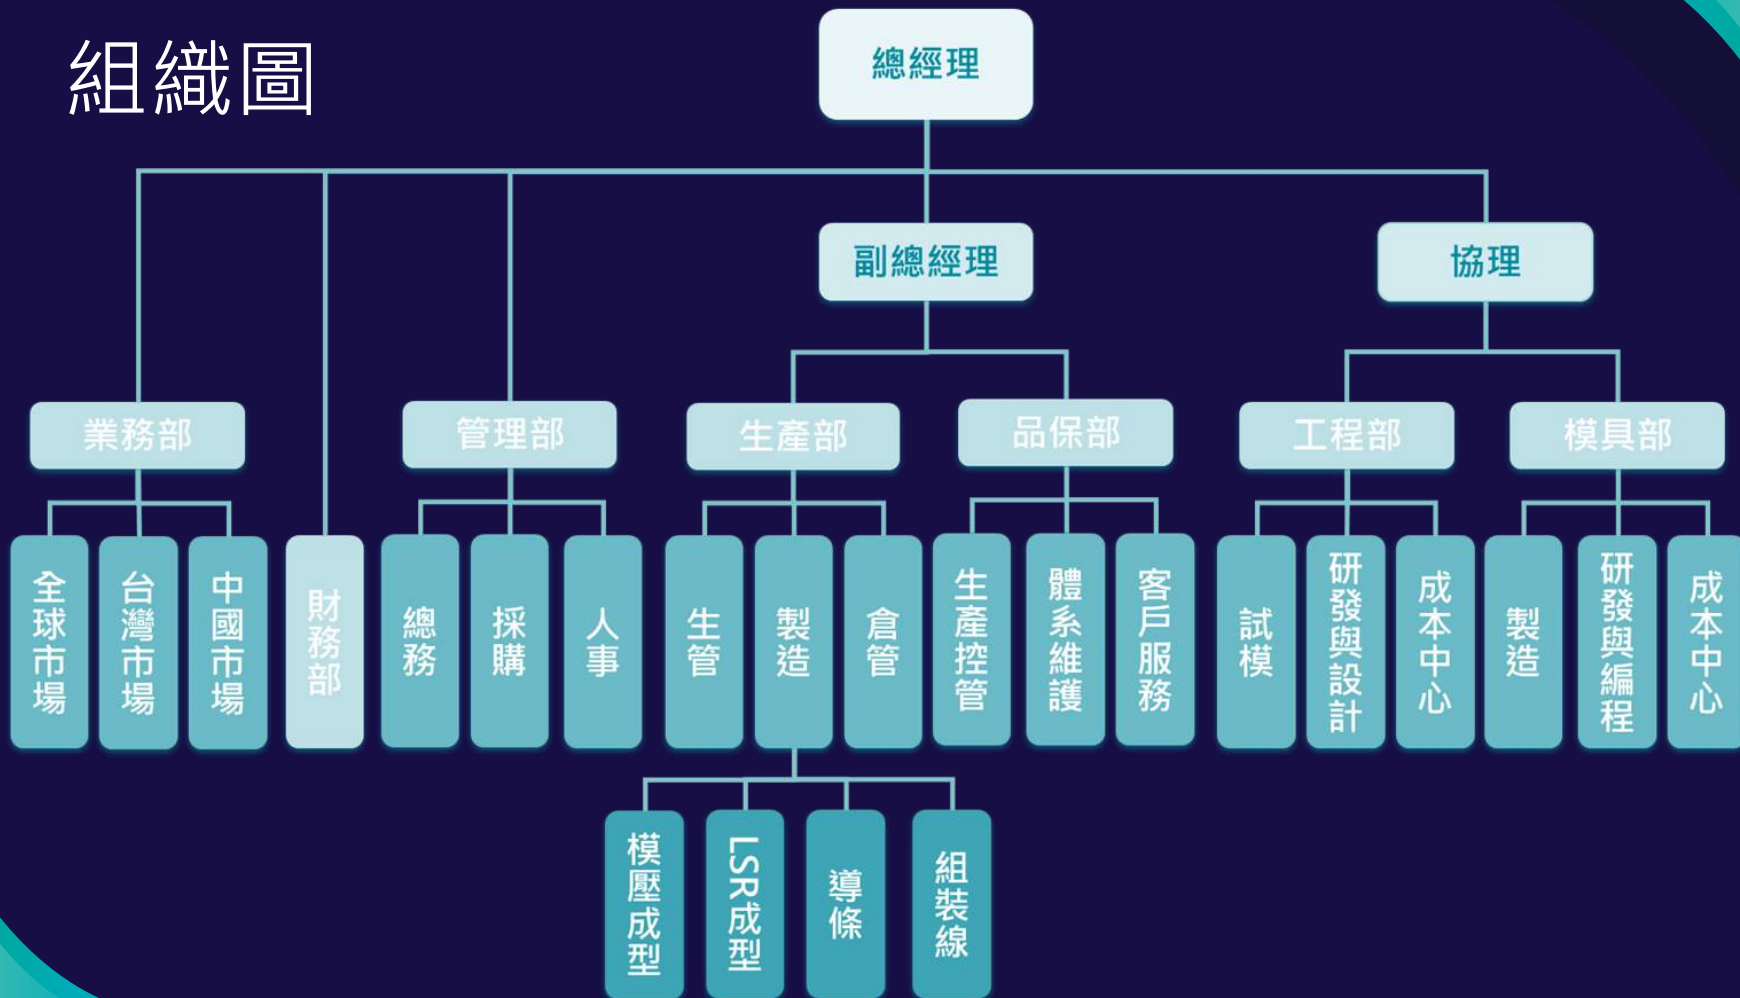 組織圖
總經理
副總經理
協理
業務部
管理部
生產部
品保部
工程部
模具部
全球市場
台灣市場
中國市場
財務部
總務
採購
人事
生管
製造
倉管
生產控管
體系維護
客戶服務
試模
研發與設計
成本中心
製造
研發與編程
成本中心
模壓成型
LSR成型
導條
組裝線